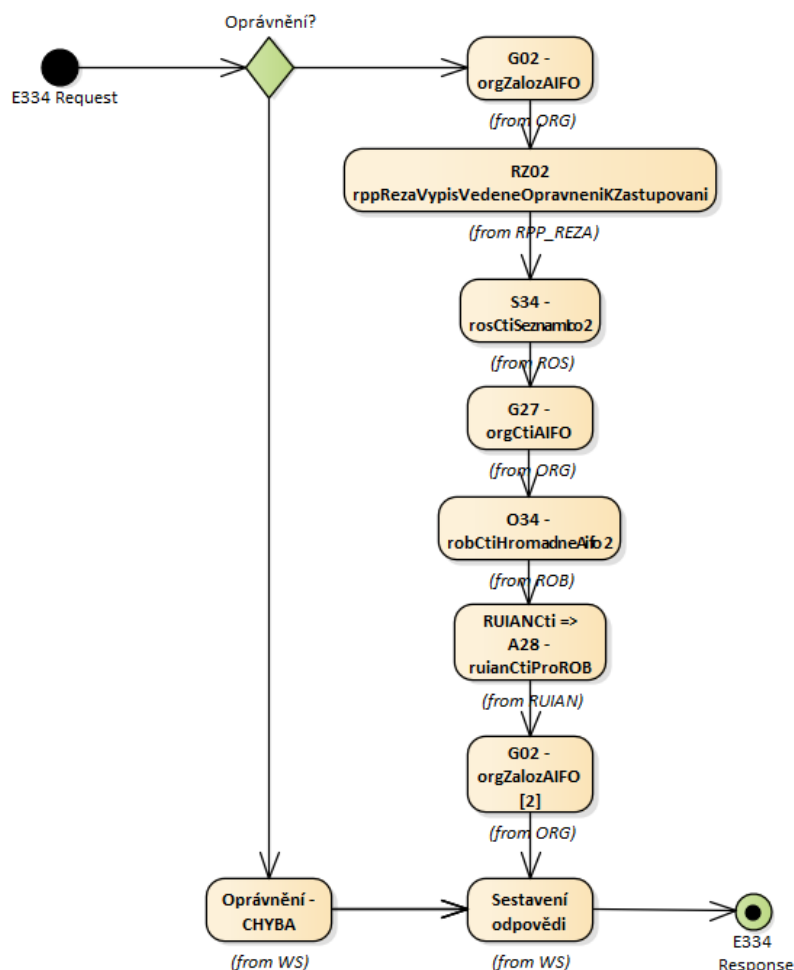 Oprávnění?
E334 Request
G02 -
orgZalozAIFO
(from ORG)
RZ02
rppRezaVypisVedeneOpravneniKZastupovani
(from RPP_REZA)
S34 -
rosCtiSeznamIco2
(from ROS)
G27 -
orgCtiAIFO
(from ORG)
O34 -
robCtiHromadneAifo2
(from ROB)
RUIANCti =>
A28 -
ruianCtiProROB
(from RUIAN)
G02 -
orgZalozAIFO
[2]
(from ORG)
Oprávnění -
CHYBA
(from WS)
Sestavení
odpovědi
(from WS)
E334
Response